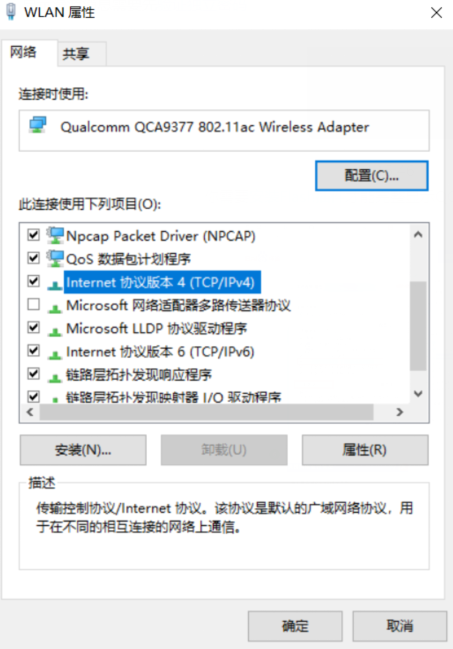 WLAN 属性
网络
共享
连接时使用:
Qualcomm QCA9377 802.11ac Wireless Adapter
配置(C)...
此连接使用下列项目(O):
Npcap Packet Driver (NPCAP)
QoS 数据包计划程序
Internet 协议版本 4 (TCP/IPv4)
Microsoft 网络适配器多路传送器协议
Microsoft LLDP 协议驱动程序
Internet 协议版本 6 (TCP/IPv6)
链路层拓扑发现响应程序
链路层拓扑发现映射器 I/O 驱动程序
安装(N)...
卸载(U)
属性(R)
描述
传输控制协议/Internet 协议。该协议是默认的广域网络协议，用
于在不同的相互连接的网络上通信。
确定
取消